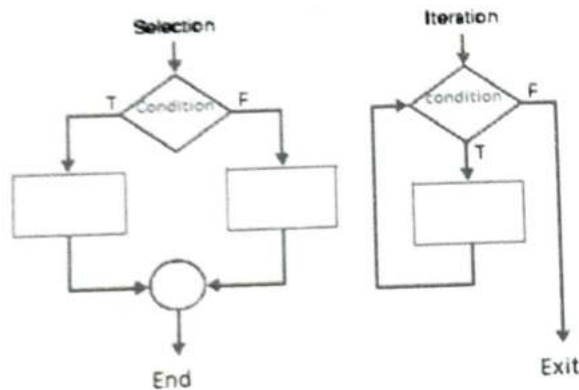 Selection
T
Condition
F
End
Iteration
Condition
F
T
Exit